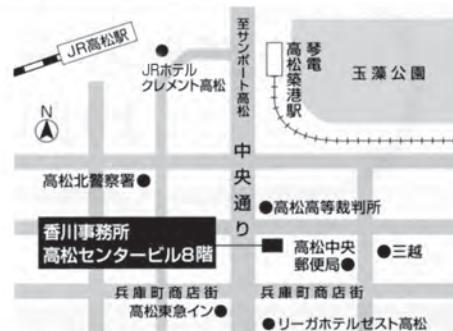 JR高松駅
JRホテル
クレメント高松
至サンポート高松
琴電
高松築港駅
玉藻公園
N
中央通り
高松北警察署
高松高等裁判所
香川事務所
高松センタービル8階
高松中央
郵便局
三越
兵庫町商店街
高松東急イン
兵庫町商店街
リーガホテルゼスト高松